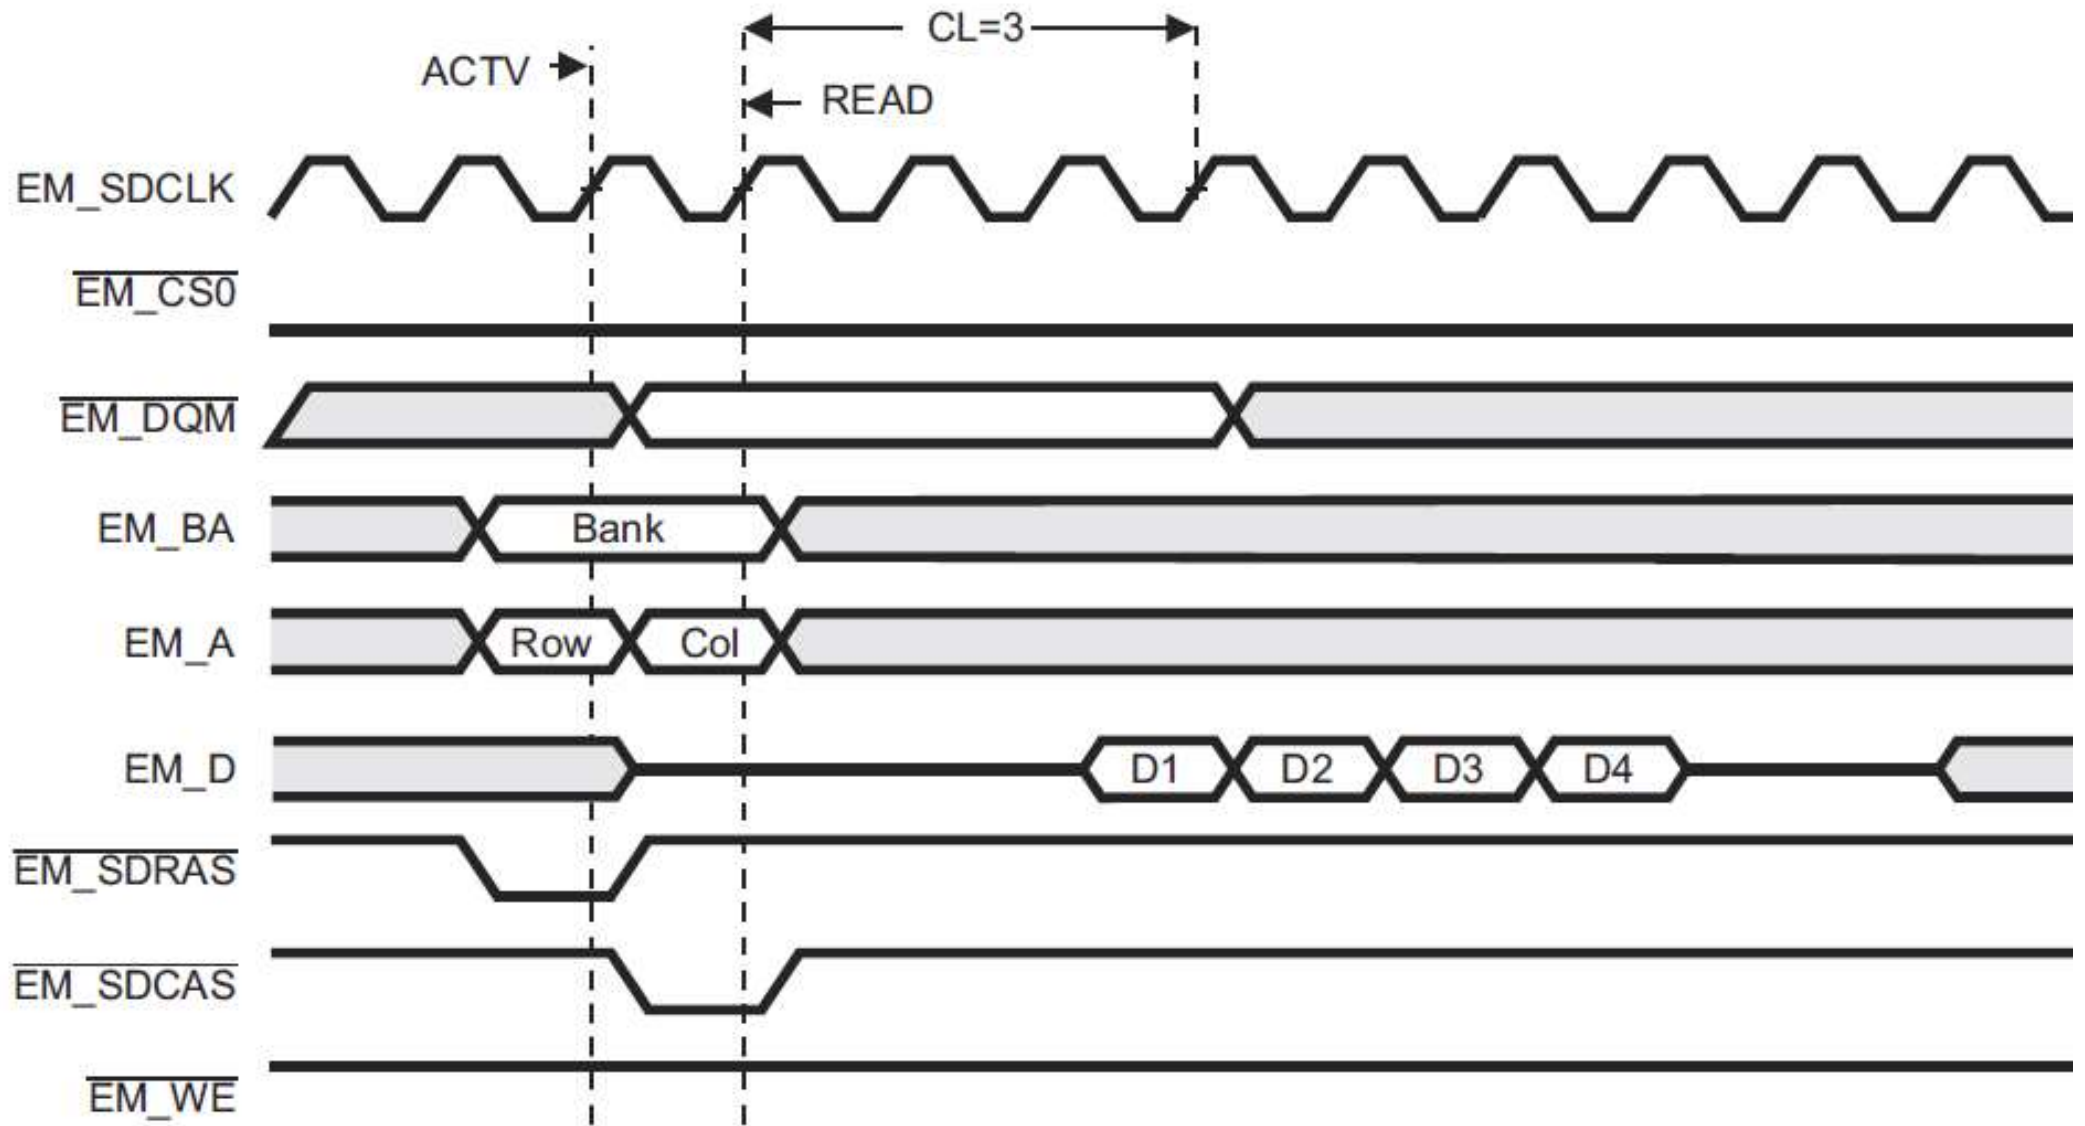 CL=3
ACTV
READ
EM_SDCLK
EM_CS0
EM_DQM
EM_BA Bank
EM_A Row Col
EM_D D1 D2 D3 D4
EM_SDRAS
EM_SDCAS
EM_WE